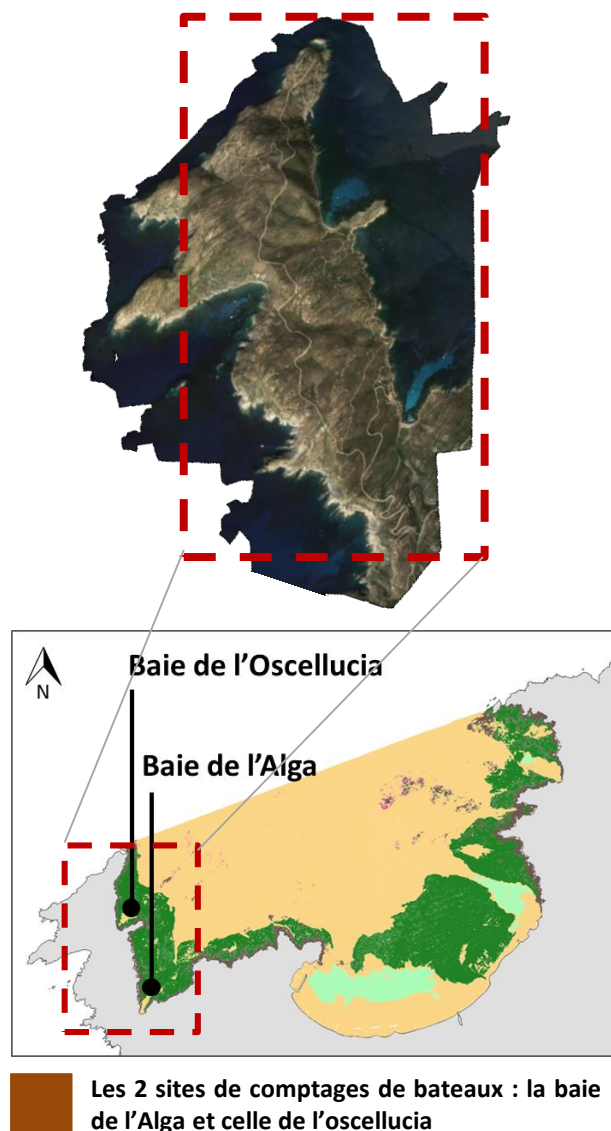 N
Baie de l’Oscellucia
Baie de l’Alga
Les 2 sites de comptages de bateaux : la baie
de l’Alga et celle de l’oscellucia